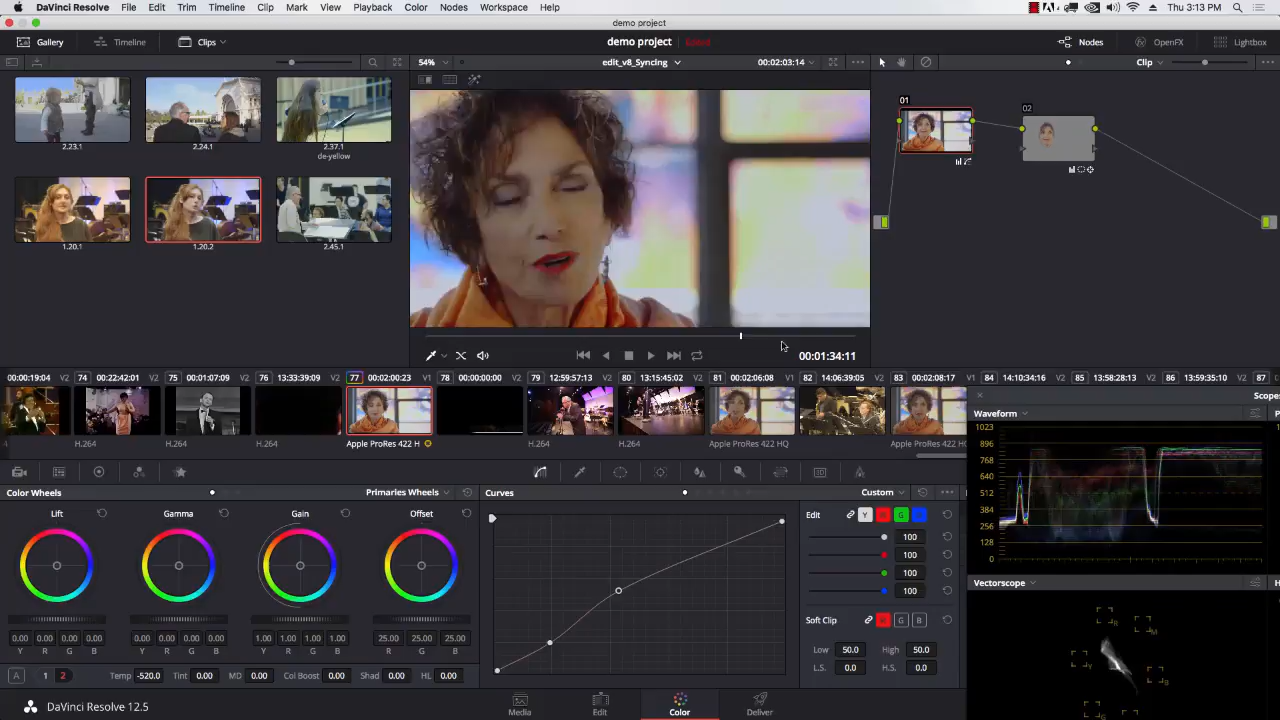 DaVinci Resolve File Edit Trim Timeline Clip Mark View Playback Color Nodes Workspace Help Thu 3:13 PM
demo project
Gallery Timeline Clips demo project Edited Nodes OpenFX Lightbox
54% edit_v8_Syncing 00:02:03:14 Clip
2.23.1 2.24.1 2.37.1
de-yellow
1.20.1 1.20.2 2.45.1
01 02
00:01:34:11
00:00:19:04 V2 74 00:22:42:01 V2 75 00:01:07:09 V2 76 13:33:39:09 V2 77 00:02:00:23 V1 78 00:00:00:00 V2 79 12:59:57:13 V2 80 13:15:45:02 V2 81 00:02:06:08 V1 82 14:06:39:05 V2 83 00:02:08:17 V1 84 14:10:34:16 V2 85 13:58:28:13 V2 86 13:59:35:10 V2 87
4 H.264 H.264 H.264 Apple ProRes 422 H H.264 H.264 Apple ProRes 422 HQ H.264 Apple ProRes 422 HQ
Scopes
Waveform
1023
896
768
640
512
384
256
128
0
Color Wheels Primaries Wheels Curves Custom
Lift Gamma Gain Offset Edit Y G
100
100
100
100
Soft Clip G B
0.00 0.00 0.00 0.00 0.00 0.00 0.00 0.00 1.00 1.00 1.00 1.00 25.00 25.00 25.00
Y R G B Y R G B Y R G B R G B
Low 50.0 High 50.0
L.S. 0.0 H.S. 0.0
A 1 2 Temp -520.0 Tint 0.00 MD 0.00 Col Boost 0.00 Shad 0.00 HL 0.00
Vectorscope
R M Y B G
DaVinci Resolve 12.5 Media Edit Color Deliver